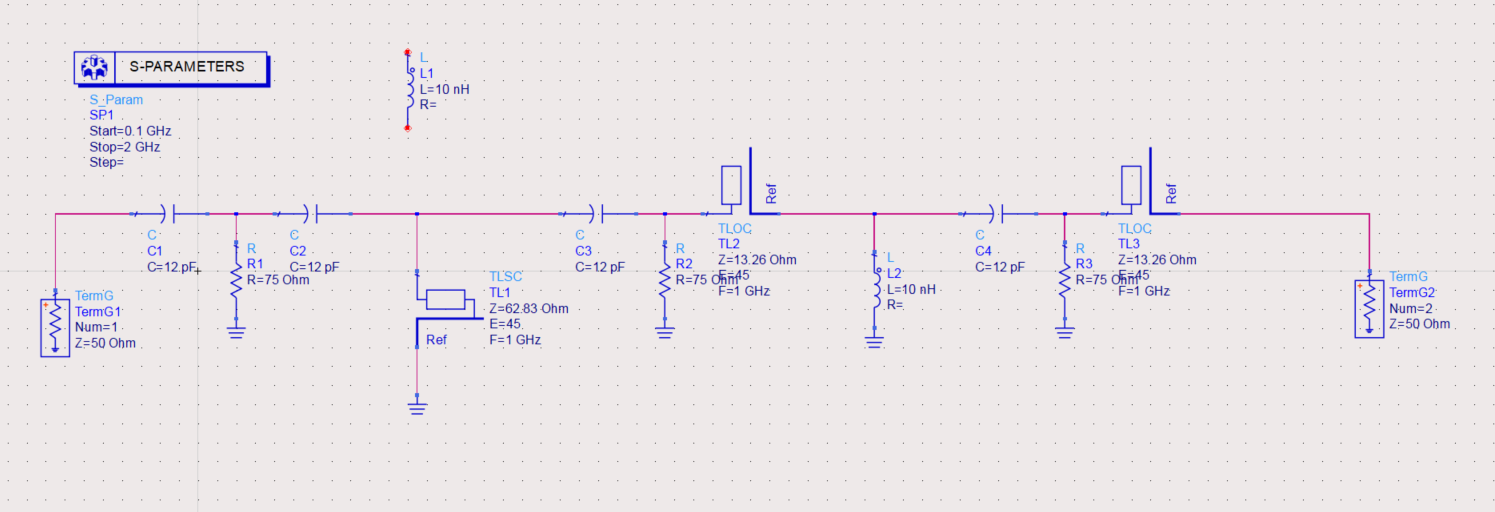 S-PARAMETERS
S_Param
SP1
Start=0.1 GHz
Stop=2 GHz
Step=
L
L1
L=10 nH
R=
C
C1
C=12 pF
R
R1
R=75 Ohm
C
C2
C=12 pF
TermG
TermG1
Num=1
Z=50 Ohm
TLSC
TL1
Z=62.83 Ohm
E=45
F=1 GHz
Ref
C
C3
C=12 pF
R
R2
R=75 Ohm
Ref
TLOC
TL2
Z=13.26 Ohm
E=45
F=1 GHz
L
L2
L=10 nH
R=
C
C4
C=12 pF
R
R3
R=75 Ohm
Ref
TLOC
TL3
Z=13.26 Ohm
E=45
F=1 GHz
TermG
TermG2
Num=2
Z=50 Ohm